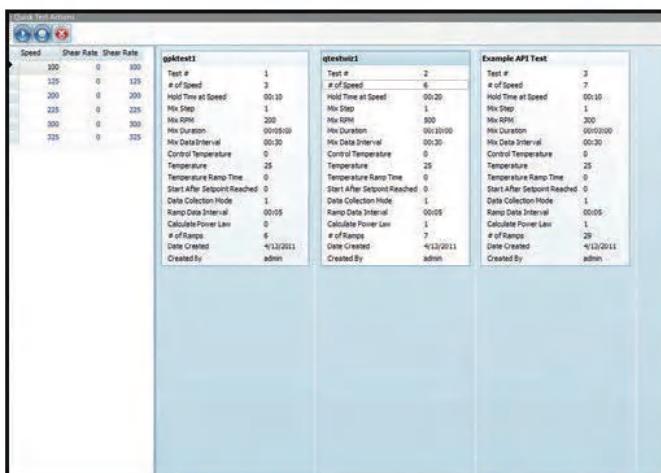 Quick Test Actions
Speed Shear Rate Shear Rate
100 0 100
125 0 125
200 0 200
225 0 225
300 0 300
325 0 325
gpktest1
Test # 1
# of Speed 3
Hold Time at Speed 00:10
Mix Step 1
Mix RPM 200
Mix Duration 00:05:00
Mix Data Interval 00:30
Control Temperature 0
Temperature 25
Temperature Ramp Time 0
Start After Setpoint Reached 0
Data Collection Mode 1
Ramp Data Interval 00:05
Calculate Power Law 0
# of Ramps 6
Date Created 4/13/2011
Created By admin
qtestwiz1
Test # 2
# of Speed 6
Hold Time at Speed 00:20
Mix Step 1
Mix RPM 500
Mix Duration 00:10:00
Mix Data Interval 00:30
Control Temperature 0
Temperature 25
Temperature Ramp Time 0
Start After Setpoint Reached 0
Data Collection Mode 1
Ramp Data Interval 00:05
Calculate Power Law 1
# of Ramps 7
Date Created 4/13/2011
Created By admin
Example API Test
Test # 3
# of Speed 7
Hold Time at Speed 00:10
Mix Step 1
Mix RPM 300
Mix Duration 00:03:00
Mix Data Interval 00:30
Control Temperature 0
Temperature 25
Temperature Ramp Time 0
Start After Setpoint Reached 0
Data Collection Mode 1
Ramp Data Interval 00:05
Calculate Power Law 1
# of Ramps 29
Date Created 4/13/2011
Created By admin